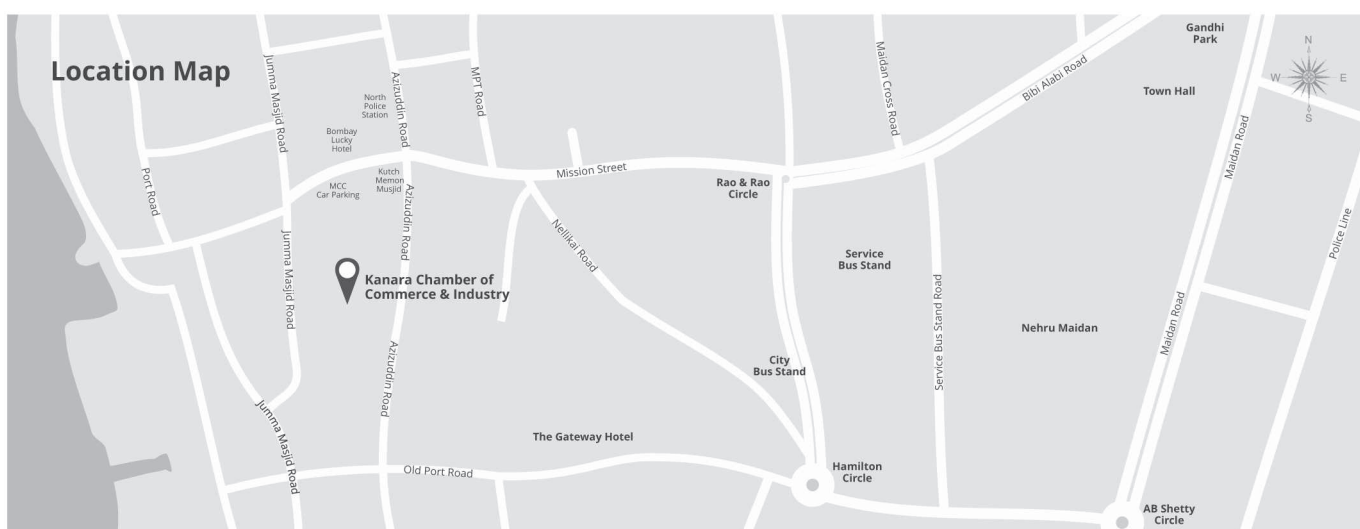 Location Map
Gandhi
Park
N
W
E
S
Town Hall
Jumma Masjid Road
Azizuddin Road
MPT Road
Maidan Cross Road
Bibi Alabi Road
North
Police
Station
Bombay
Lucky
Hotel
Maidan Road
Port Road
MCC
Car Parking
Kutch
Memon
Musjid
Azizuddin Road
Mission Street
Rao & Rao
Circle
Police Line
Jumma Masjid Road
Nellikai Road
Service
Bus Stand
Kanara Chamber of
Commerce & Industry
Service Bus Stand Road
Nehru Maidan
Maidan Road
Azizuddin Road
City
Bus Stand
Jumma Masjid Road
The Gateway Hotel
Old Port Road
Hamilton
Circle
AB Shetty
Circle